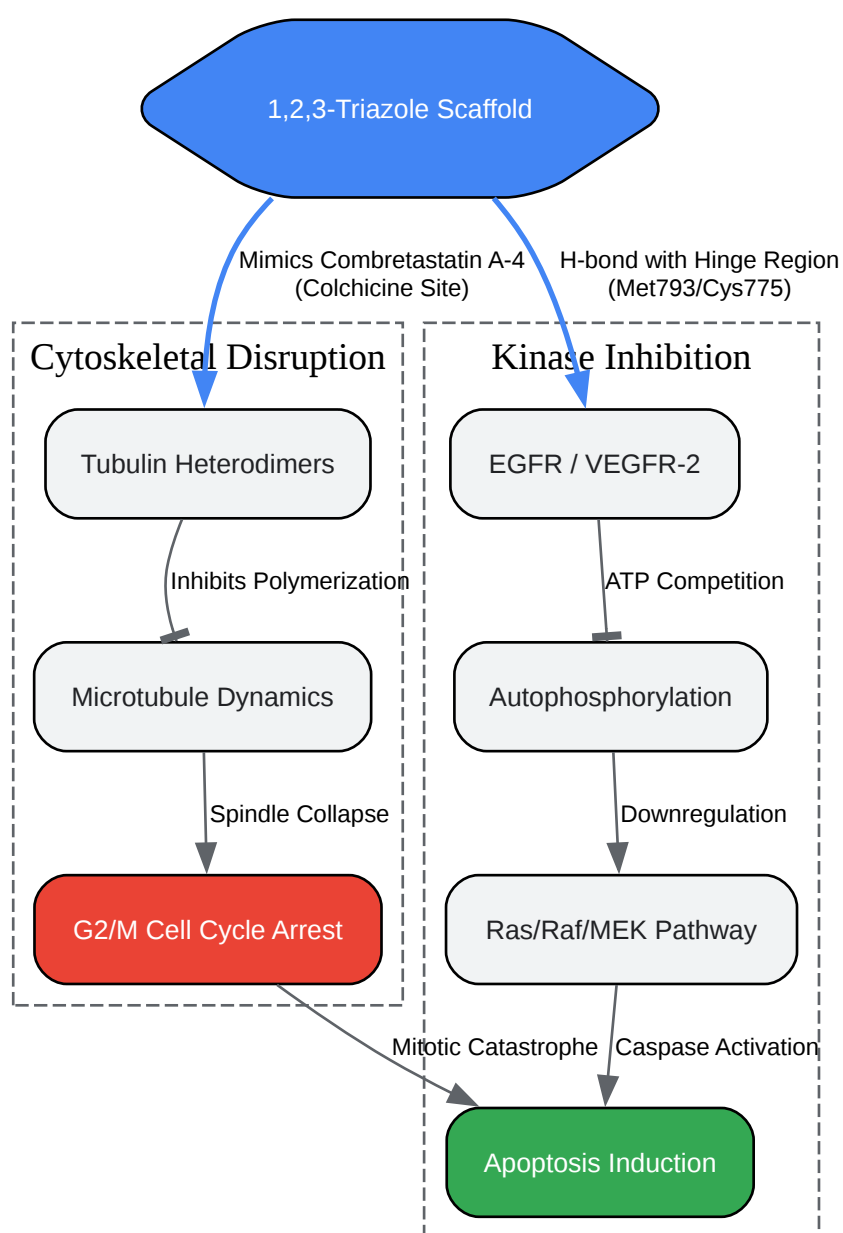 1,2,3-Triazole Scaffold
Mimics Combretastatin A-4
(Colchicine Site)
H-bond with Hinge Region
(Met793/Cys775)
Cytoskeletal Disruption
Kinase Inhibition
Tubulin Heterodimers
EGFR / VEGFR-2
Inhibits Polymerization
ATP Competition
Microtubule Dynamics
Autophosphorylation
Spindle Collapse
Downregulation
G2/M Cell Cycle Arrest
Ras/Raf/MEK Pathway
Mitotic Catastrophe
Caspase Activation
Apoptosis Induction